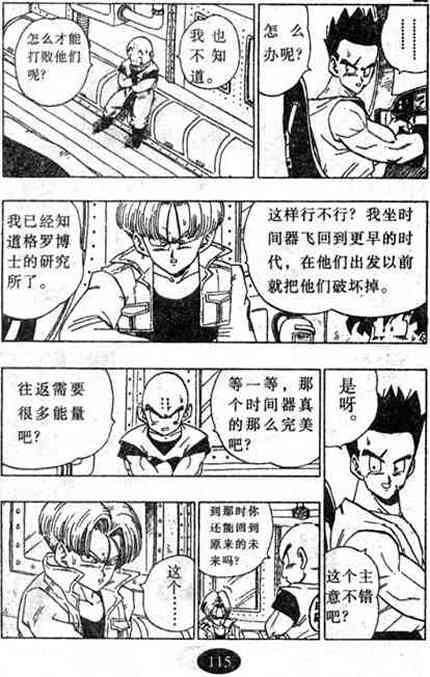 ………
怎么
办呢？
我也
不知
道。
怎么才能
打败他们
呢？
这样行不行？我坐时
间器飞回到更早的时
代，在他们出发以前
就把他们破坏掉。
我已经知
道格罗博
士的研究
所了。
是呀。
这个主
意不错
吧？
等一等，那
个时间器真
的那么完美
吧？
往返需要
很多能量
吧？
到那时你
还能回到
原来的未
来吗？
这个………
115